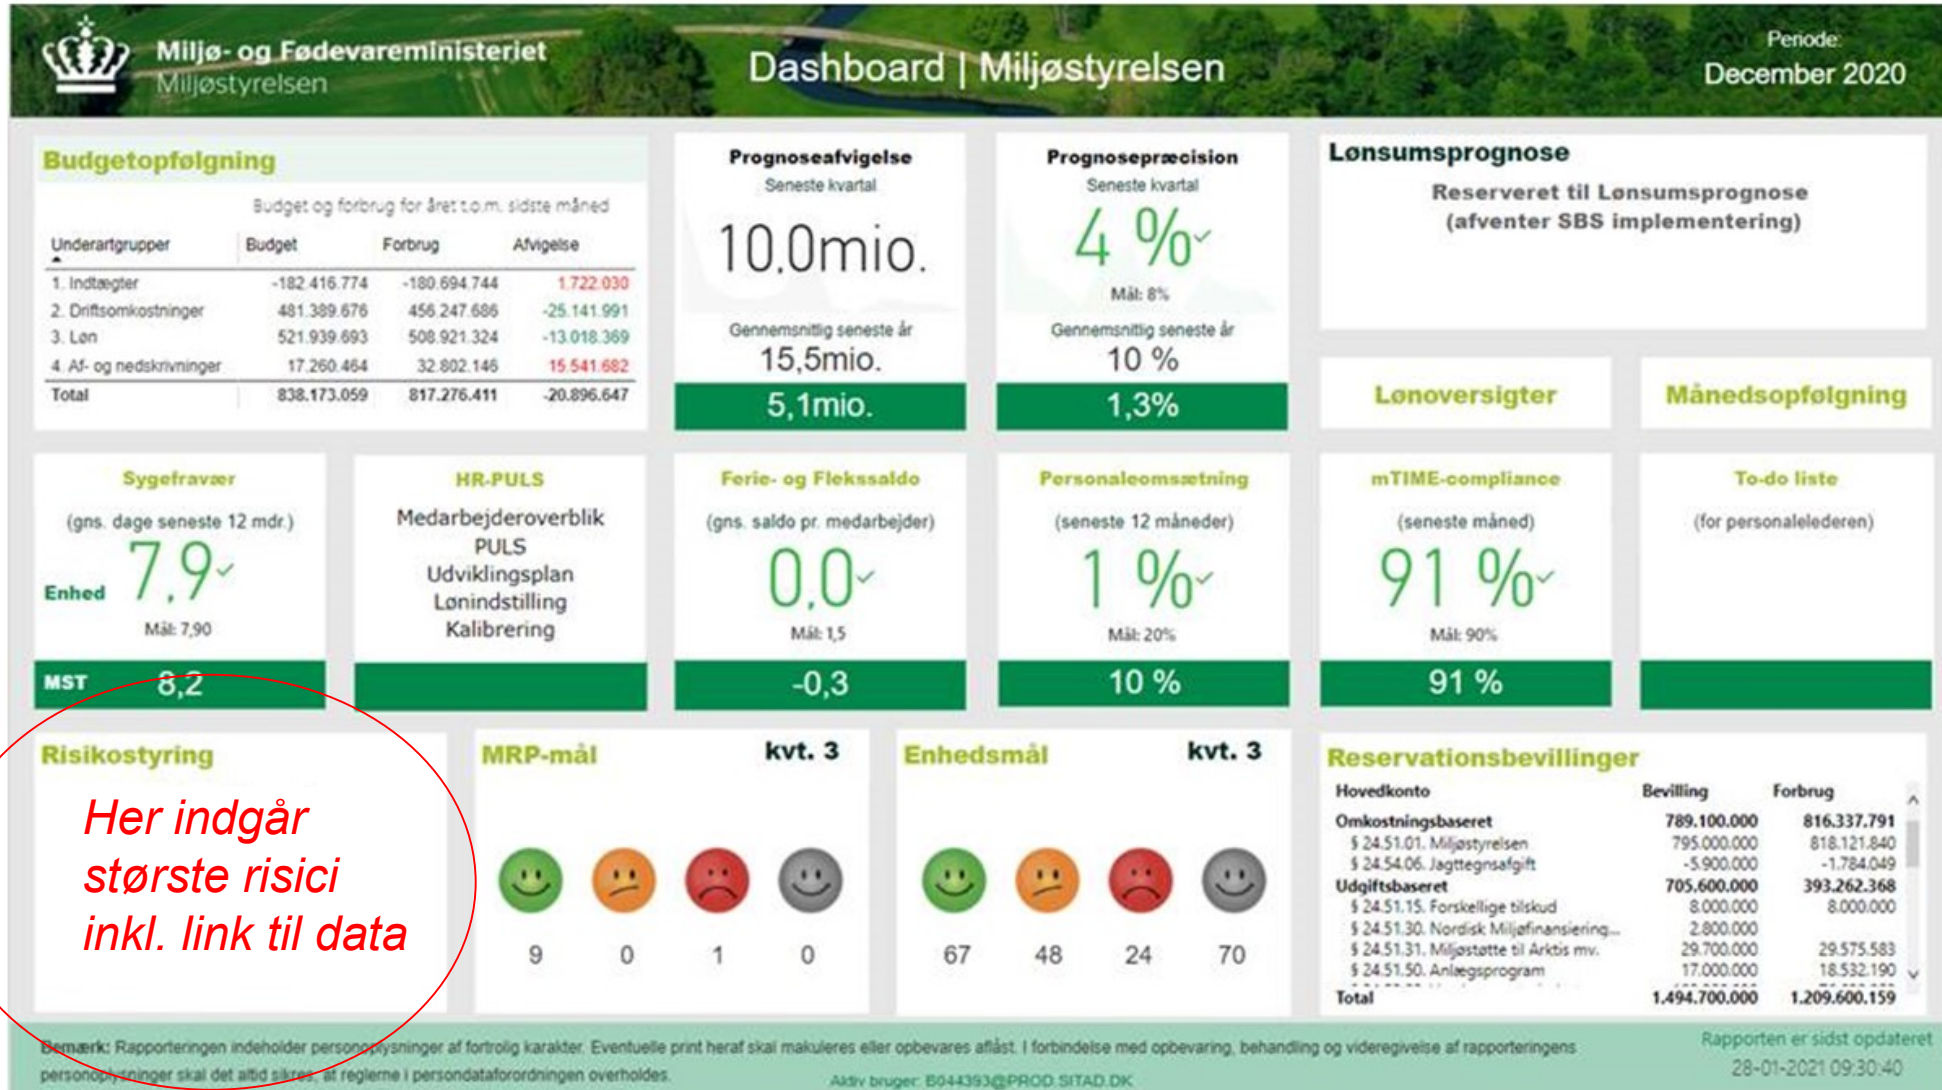 Miljø- og Fødevareministeriet
Miljøstyrelsen
Dashboard | Miljøstyrelsen
Periode:
December 2020
Budgetopfølgning
Budget og forbrug for året t.o.m. sidste måned
Underartgrupper Budget Forbrug Afvigelse
1. Indtægter -182.416.774 -180.694.744 1.722.030
2. Driftsomkostninger 481.389.676 456.247.686 -25.141.991
3. Løn 521.939.693 508.921.324 -13.018.369
4. Af- og nedskrivninger 17.260.464 32.802.146 15.541.682
Total 838.173.059 817.276.411 -20.896.647
Prognoseafvigelse
Seneste kvartal
10,0mio.
Gennemsnitlig seneste år
15,5mio.
5,1mio.
Prognosepræcision
Seneste kvartal
4 %
Mål: 8%
Gennemsnitlig seneste år
10 %
1,3%
Lønsumsprognose
Reserveret til Lønsumsprognose
(afventer SBS implementering)
Lønoversigter
Månedsopfølgning
Sygefravær
(gns. dage seneste 12 mdr.)
Enhed 7,9
Mål: 7,90
MST 8,2
HR-PULS
Medarbejderoverblik
PULS
Udviklingsplan
Lønindstilling
Kalibrering
Ferie- og Flekssaldo
(gns. saldo pr. medarbejder)
0,0
Mål: 1,5
-0,3
Personaleomsætning
(seneste 12 måneder)
1 %
Mål: 20%
10 %
mTIME-compliance
(seneste måned)
91 %
Mål: 90%
91 %
To-do liste
(for personalelederen)
Risikostyring
Her indgår
største risici
inkl. link til data
MRP-mål kvt. 3
9 0 1 0
Enhedsmål kvt. 3
67 48 24 70
Reservationsbevillinger
Hovedkonto Bevilling Forbrug
Omkostningsbaseret 789.100.000 816.337.791
§ 24.51.01. Miljøstyrelsen 795.000.000 818.121.840
§ 24.54.06. Jagttegnsafgift -5.900.000 -1.784.049
Udgiftsbaseret 705.600.000 393.262.368
§ 24.51.15. Forskellige tilskud 8.000.000 8.000.000
§ 24.51.30. Nordisk Miljøfinansiering... 2.800.000
§ 24.51.31. Miljøstøtte til Arktis mv. 29.700.000 29.575.583
§ 24.51.50. Anlægsprogram 17.000.000 18.532.190
Total 1.494.700.000 1.209.600.159
Bemærk: Rapporteringen indeholder personoplysninger af fortrolig karakter. Eventuelle print heraf skal makuleres eller opbevares aflåst. I forbindelse med opbevaring, behandling og videregivelse af rapporteringens
personoplysninger skal det altid sikres, at reglerne i persondataforordningen overholdes.
Aktiv bruger: B044393@PROD.SITAD.DK
Rapporten er sidst opdateret
28-01-2021 09:30:40